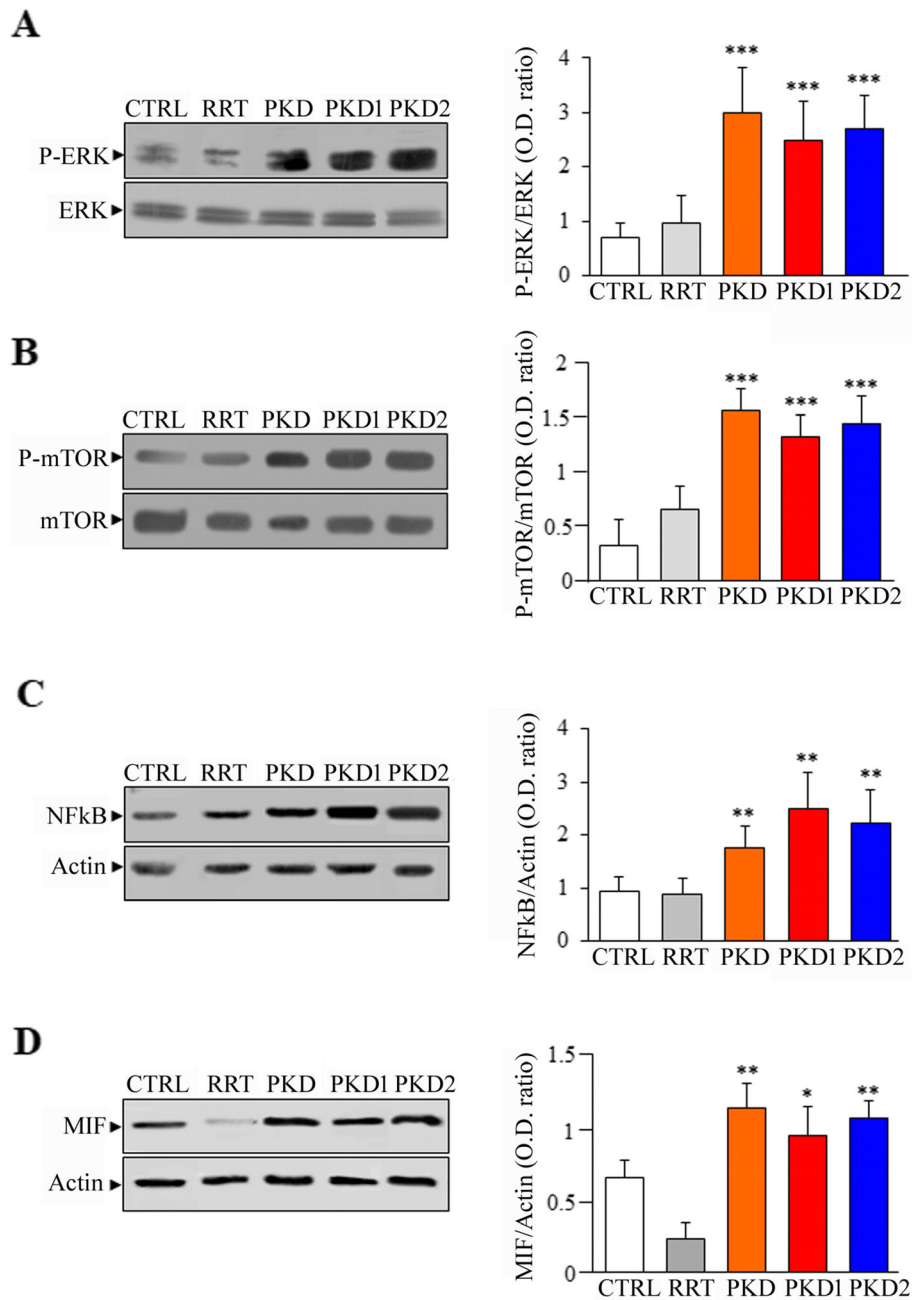 A
CTRL RRT PKD PKD1 PKD2
P-ERK
ERK
P-ERK/ERK (O.D. ratio)
4
3
2
1
0
***
***
***
CTRL RRT PKD PKD1 PKD2
B
CTRL RRT PKD PKD1 PKD2
P-mTOR
mTOR
P-mTOR/mTOR (O.D. ratio)
2
1.5
1
0.5
0
***
***
***
CTRL RRT PKD PKD1 PKD2
C
CTRL RRT PKD PKD1 PKD2
NFkB
Actin
NFkB/Actin (O.D. ratio)
4
3
2
1
0
**
**
**
CTRL RRT PKD PKD1 PKD2
D
CTRL RRT PKD PKD1 PKD2
MIF
Actin
MIF/Actin (O.D. ratio)
1.5
1
0.5
0
**
*
**
CTRL RRT PKD PKD1 PKD2